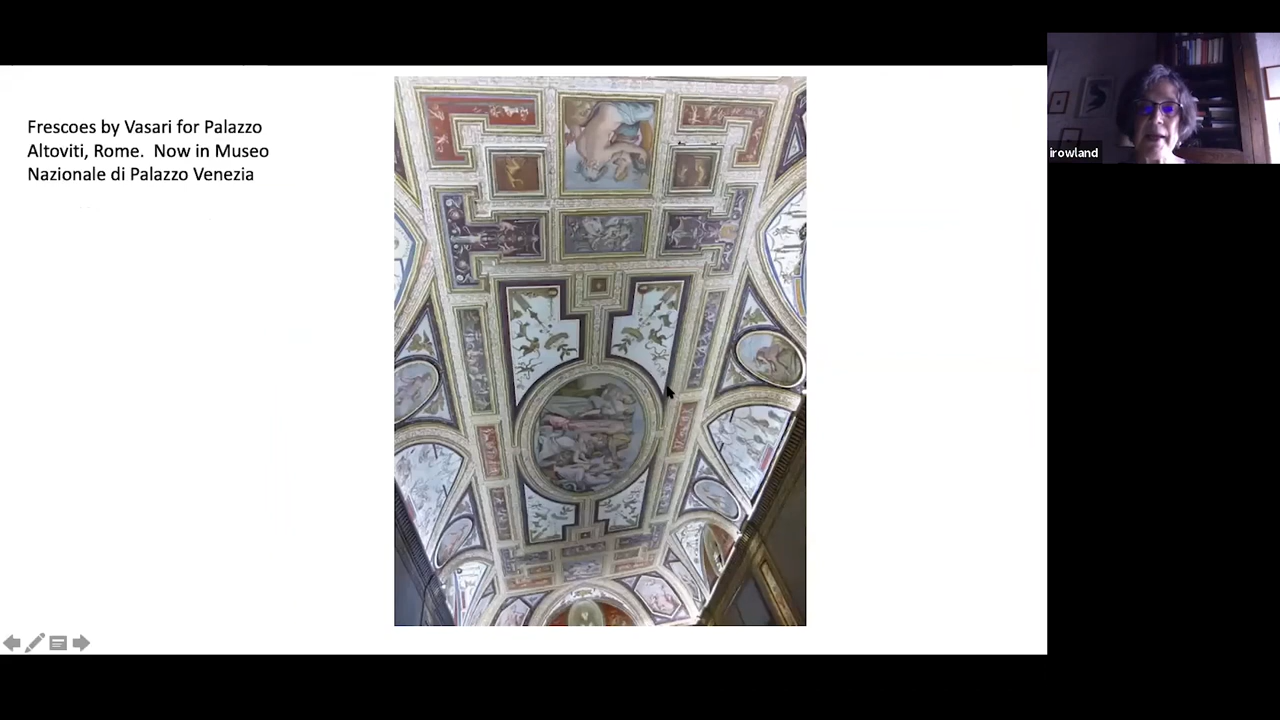 Frescoes by Vasari for Palazzo
Altoviti, Rome.  Now in Museo
Nazionale di Palazzo Venezia
irowland